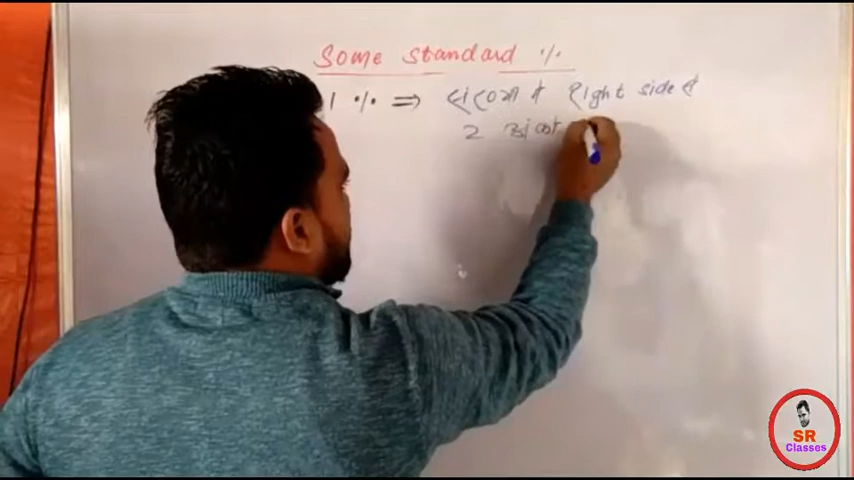 Some standard %
1 % ⇒ संख्या में Right side से
2 अंकों
SR
Classes